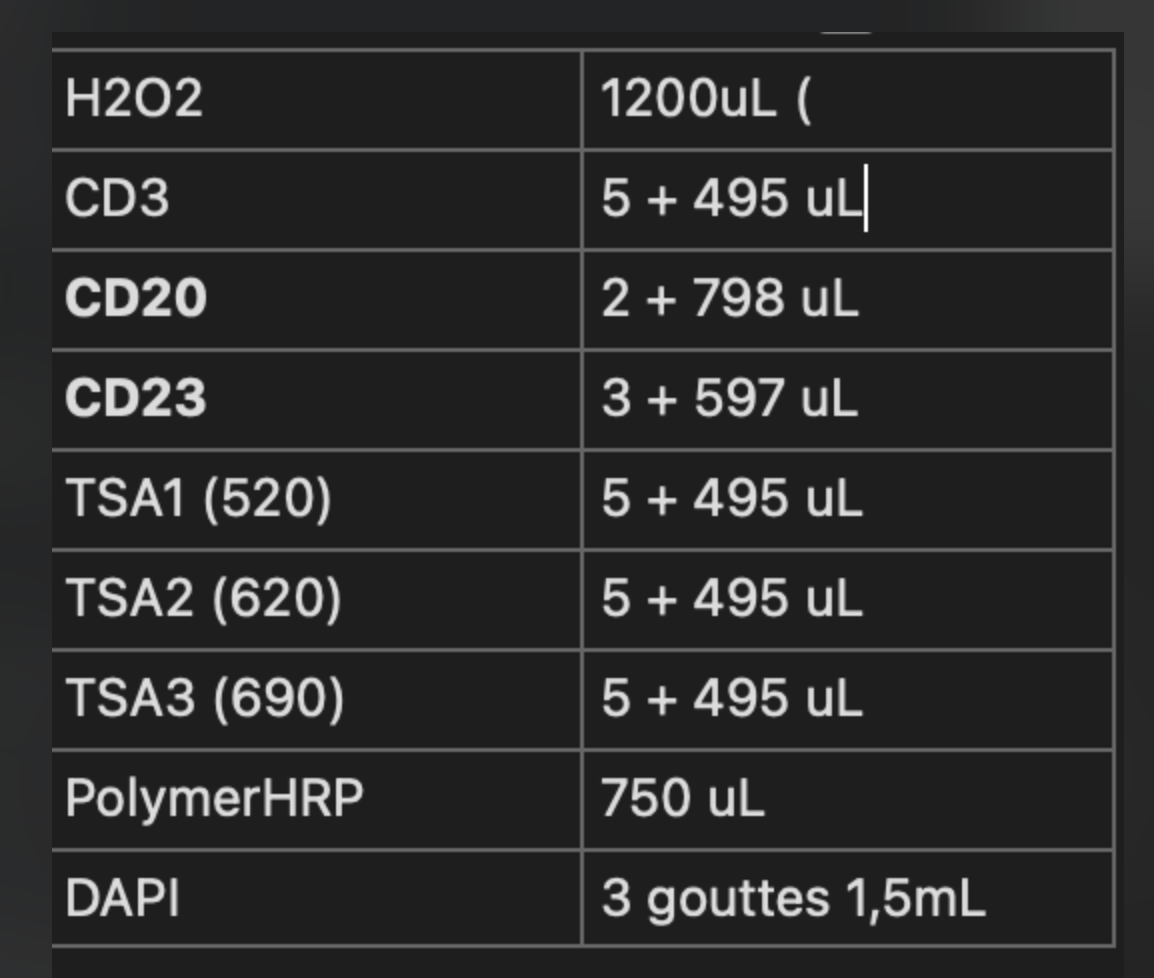 H2O2 1200uL (
CD3 5 + 495 uL
CD20 2 + 798 uL
CD23 3 + 597 uL
TSA1 (520) 5 + 495 uL
TSA2 (620) 5 + 495 uL
TSA3 (690) 5 + 495 uL
PolymerHRP 750 uL
DAPI 3 gouttes 1,5mL